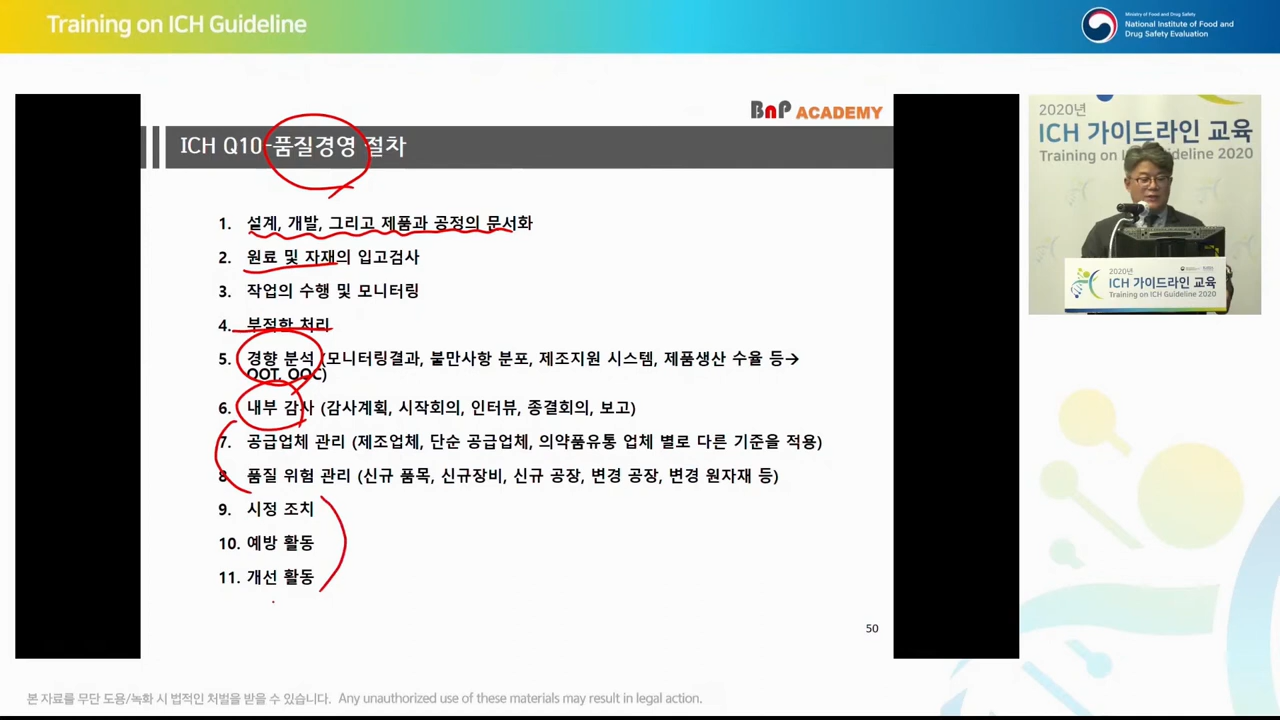 Training on ICH Guideline
Ministry of Food and Drug Safety
National Institute of Food and
Drug Safety Evaluation
BnP ACADEMY
ICH Q10-품질경영 절차
1. 설계, 개발, 그리고 제품과 공정의 문서화
2. 원료 및 자재의 입고검사
3. 작업의 수행 및 모니터링
4. 부적합 처리
5. 경향 분석 (모니터링결과, 불만사항 분포, 제조지원 시스템, 제품생산 수율 등→
OOT, OOC)
6. 내부 감사 (감사계획, 시작회의, 인터뷰, 종결회의, 보고)
7. 공급업체 관리 (제조업체, 단순 공급업체, 의약품유통 업체 별로 다른 기준을 적용)
8 품질 위험 관리 (신규 품목, 신규장비, 신규 공장, 변경 공장, 변경 원자재 등)
9. 시정 조치
10. 예방 활동
11. 개선 활동
50
2020년
ICH 가이드라인 교육
Training on ICH Guideline 2020
2020년
ICH 가이드라인 교육
Training on ICH Guideline 2020
본 자료를 무단 도용/녹화 시 법적인 처벌을 받을 수 있습니다. Any unauthorized use of these materials may result in legal action.